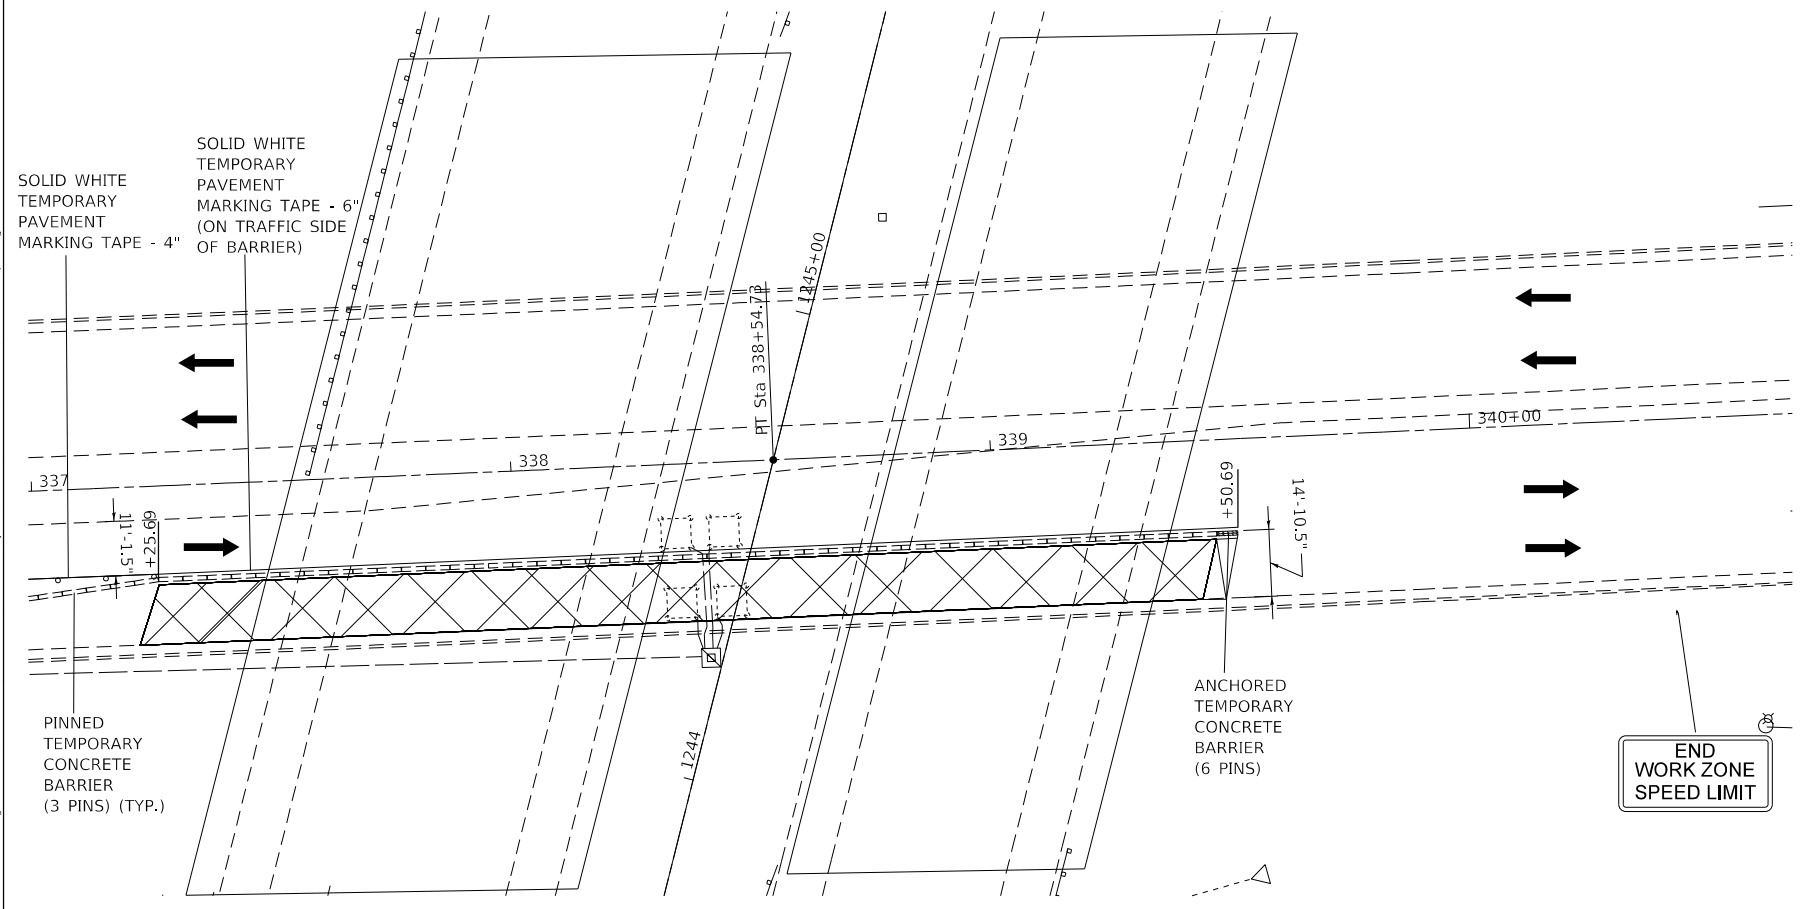 SOLID WHITE
TEMPORARY
PAVEMENT
MARKING TAPE - 4"
SOLID WHITE
TEMPORARY
PAVEMENT
MARKING TAPE - 6"
(ON TRAFFIC SIDE
OF BARRIER)
1245+00
PT Sta 338+54.73
337
338
339
340+00
11'-1.5"
+25.69
+50.69
14'-10.5"
PINNED
TEMPORARY
CONCRETE
BARRIER
(3 PINS) (TYP.)
1244
ANCHORED
TEMPORARY
CONCRETE
BARRIER
(6 PINS)
END
WORK ZONE
SPEED LIMIT